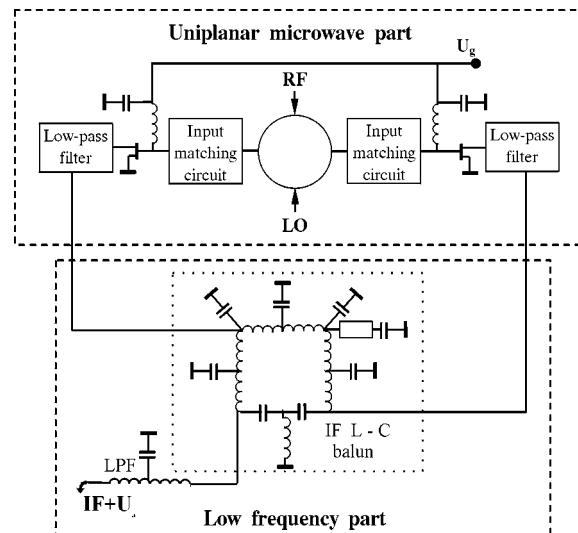 Uniplanar microwave part
Ug
RF
Low-pass
filter
Input
matching
circuit
Input
matching
circuit
Low-pass
filter
LO
IF L - C
balun
LPF
IF+U
Low frequency part